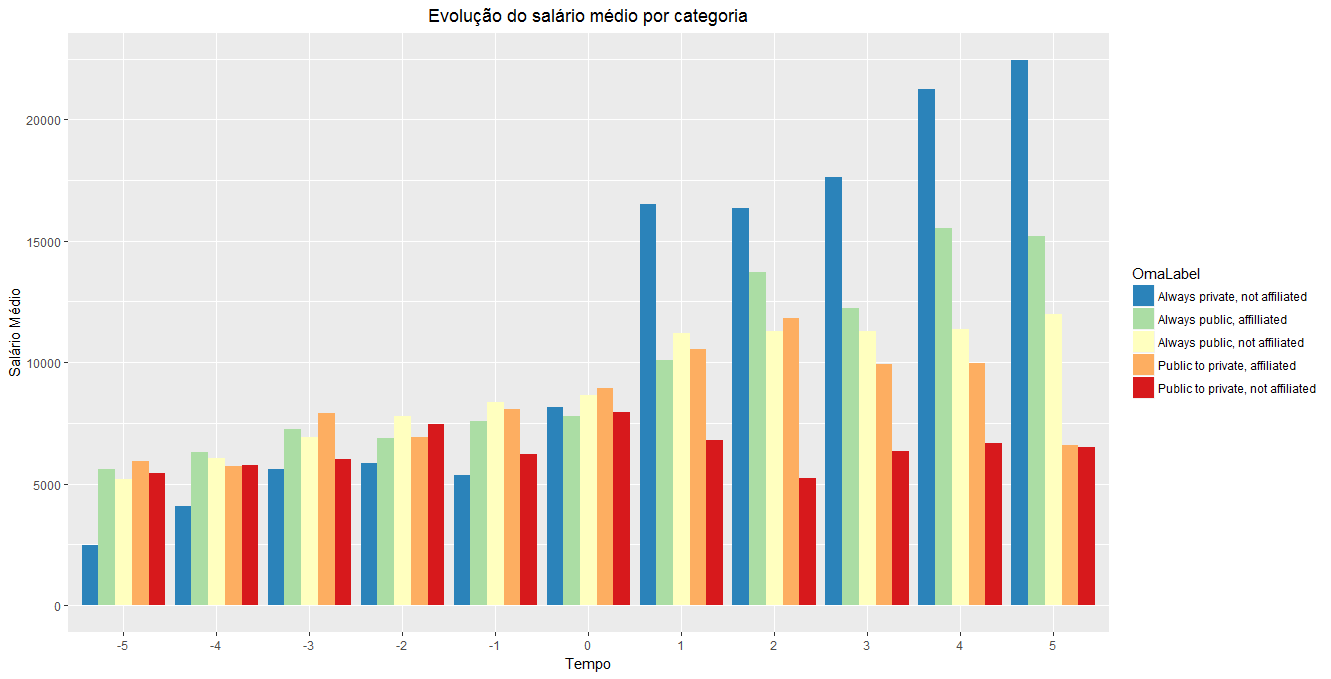 Evolução do salário médio por categoria
Salário Médio
20000
15000
10000
5000
0
-5 -4 -3 -2 -1 0 1 2 3 4 5
Tempo
OmaLabel
Always private, not affiliated
Always public, affilliated
Always public, not affiliated
Public to private, affiliated
Public to private, not affiliated